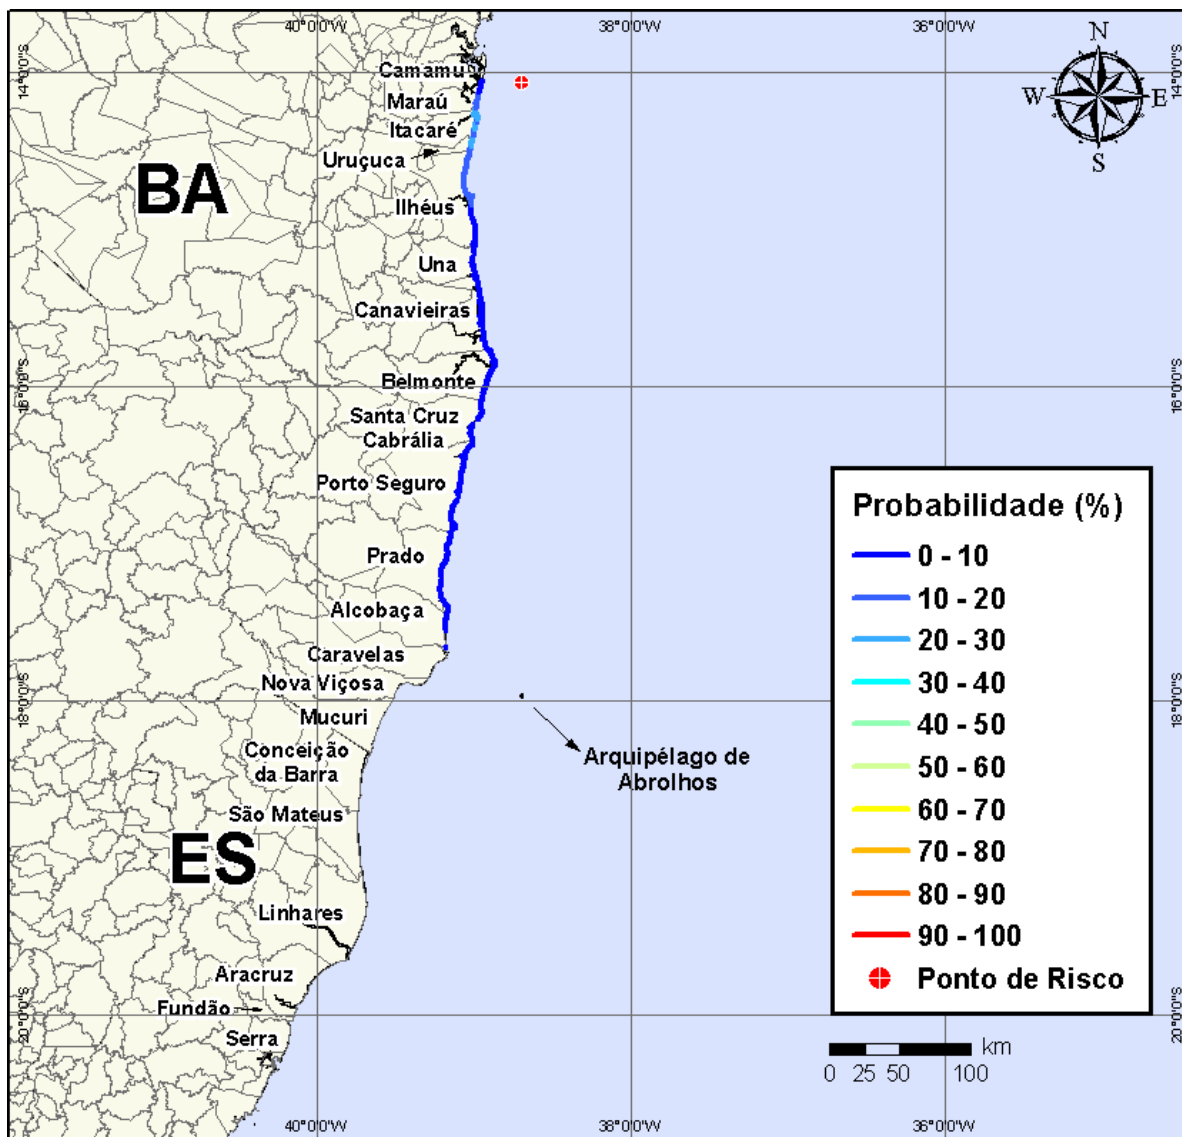 40°0'0"W
38°0'0"W
36°0'0"W
14°0'0"S
14°0'0"S
N
W
E
S
Camamu
Maraú
Itacaré
Uruçuca
BA
Ilhéus
Una
Canavieiras
Belmonte
16°0'0"S
16°0'0"S
Santa Cruz
Cabrália
Porto Seguro
Prado
Alcobaça
Caravelas
Nova Viçosa
18°0'0"S
18°0'0"S
Mucuri
Conceição
da Barra
Arquipélago de
Abrolhos
São Mateus
ES
Linhares
Aracruz
Fundão
Serra
20°0'0"S
20°0'0"S
Probabilidade (%)
0 - 10
10 - 20
20 - 30
30 - 40
40 - 50
50 - 60
60 - 70
70 - 80
80 - 90
90 - 100
Ponto de Risco
km
0 25 50 100
40°0'0"W
38°0'0"W
36°0'0"W